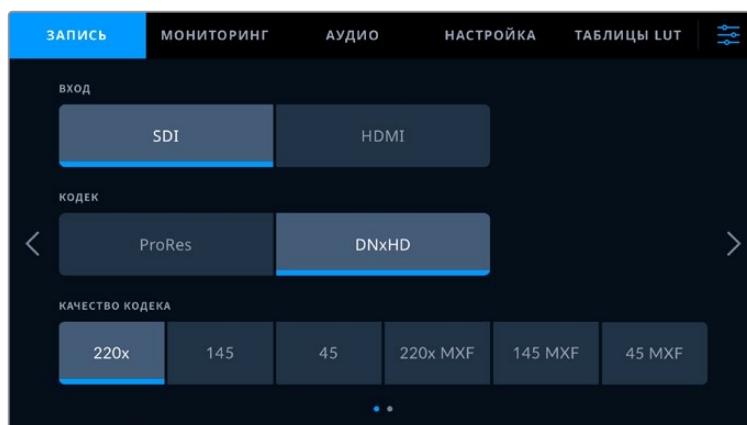 ЗАПИСЬ МОНИТОРИНГ АУДИО НАСТРОЙКА ТАБЛИЦЫ LUT
ВХОД
SDI HDMI
КОДЕК
ProRes DNxHD
КАЧЕСТВО КОДЕКА
220x 145 45 220x MXF 145 MXF 45 MXF